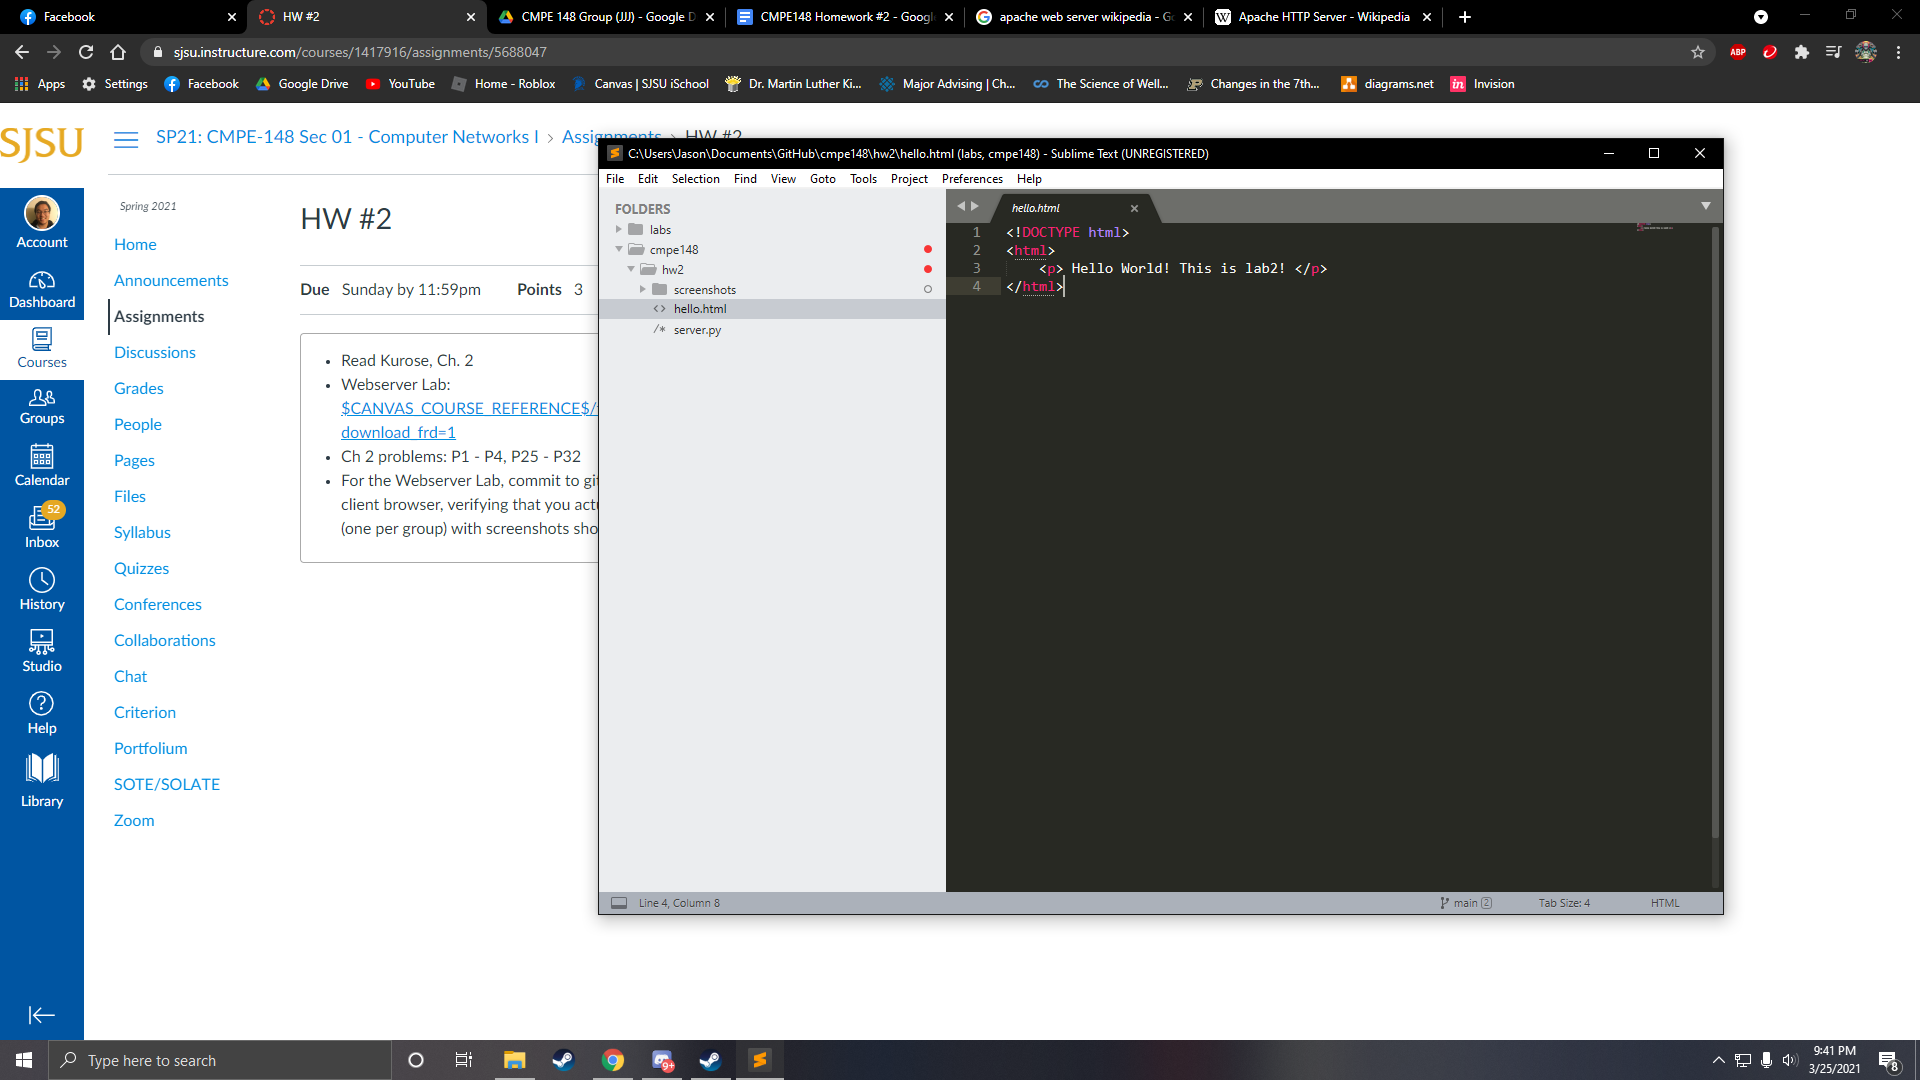 Facebook
HW #2
CMPE 148 Group (JJJ) - Google D
CMPE148 Homework #2 - Googl
apache web server wikipedia - Go
Apache HTTP Server - Wikipedia
sjsu.instructure.com/courses/1417916/assignments/5688047
ABP
Apps
Settings
Facebook
Google Drive
YouTube
Home - Roblox
Canvas | SJSU iSchool
Dr. Martin Luther Ki...
Major Advising | Ch...
The Science of Well...
Changes in the 7th...
diagrams.net
in
Invision
SJSU
SP21: CMPE-148 Sec 01 - Computer Networks I › Assignments › HW #2
Account
Dashboard
Courses
Groups
Calendar
52
Inbox
History
Studio
Help
Library
Spring 2021
Home
Announcements
Assignments
Discussions
Grades
People
Pages
Files
Syllabus
Quizzes
Conferences
Collaborations
Chat
Criterion
Portfolium
SOTE/SOLATE
Zoom
HW #2
Due Sunday by 11:59pm Points 3
• Read Kurose, Ch. 2
• Webserver Lab:
$CANVAS_COURSE_REFERENCE$/
download_frd=1
• Ch 2 problems: P1 - P4, P25 - P32
• For the Webserver Lab, commit to gi
client browser, verifying that you act
(one per group) with screenshots sho
C:\Users\Jason\Documents\GitHub\cmpe148\hw2\hello.html (labs, cmpe148) - Sublime Text (UNREGISTERED)
File Edit Selection Find View Goto Tools Project Preferences Help
FOLDERS
labs
cmpe148
hw2
screenshots
<> hello.html
/* server.py
hello.html
1 <!DOCTYPE html>
2 <html>
3 <p> Hello World! This is lab2! </p>
4 </html>
Line 4, Column 8
main 2
Tab Size: 4
HTML
Type here to search
9+
9:41 PM
3/25/2021
8